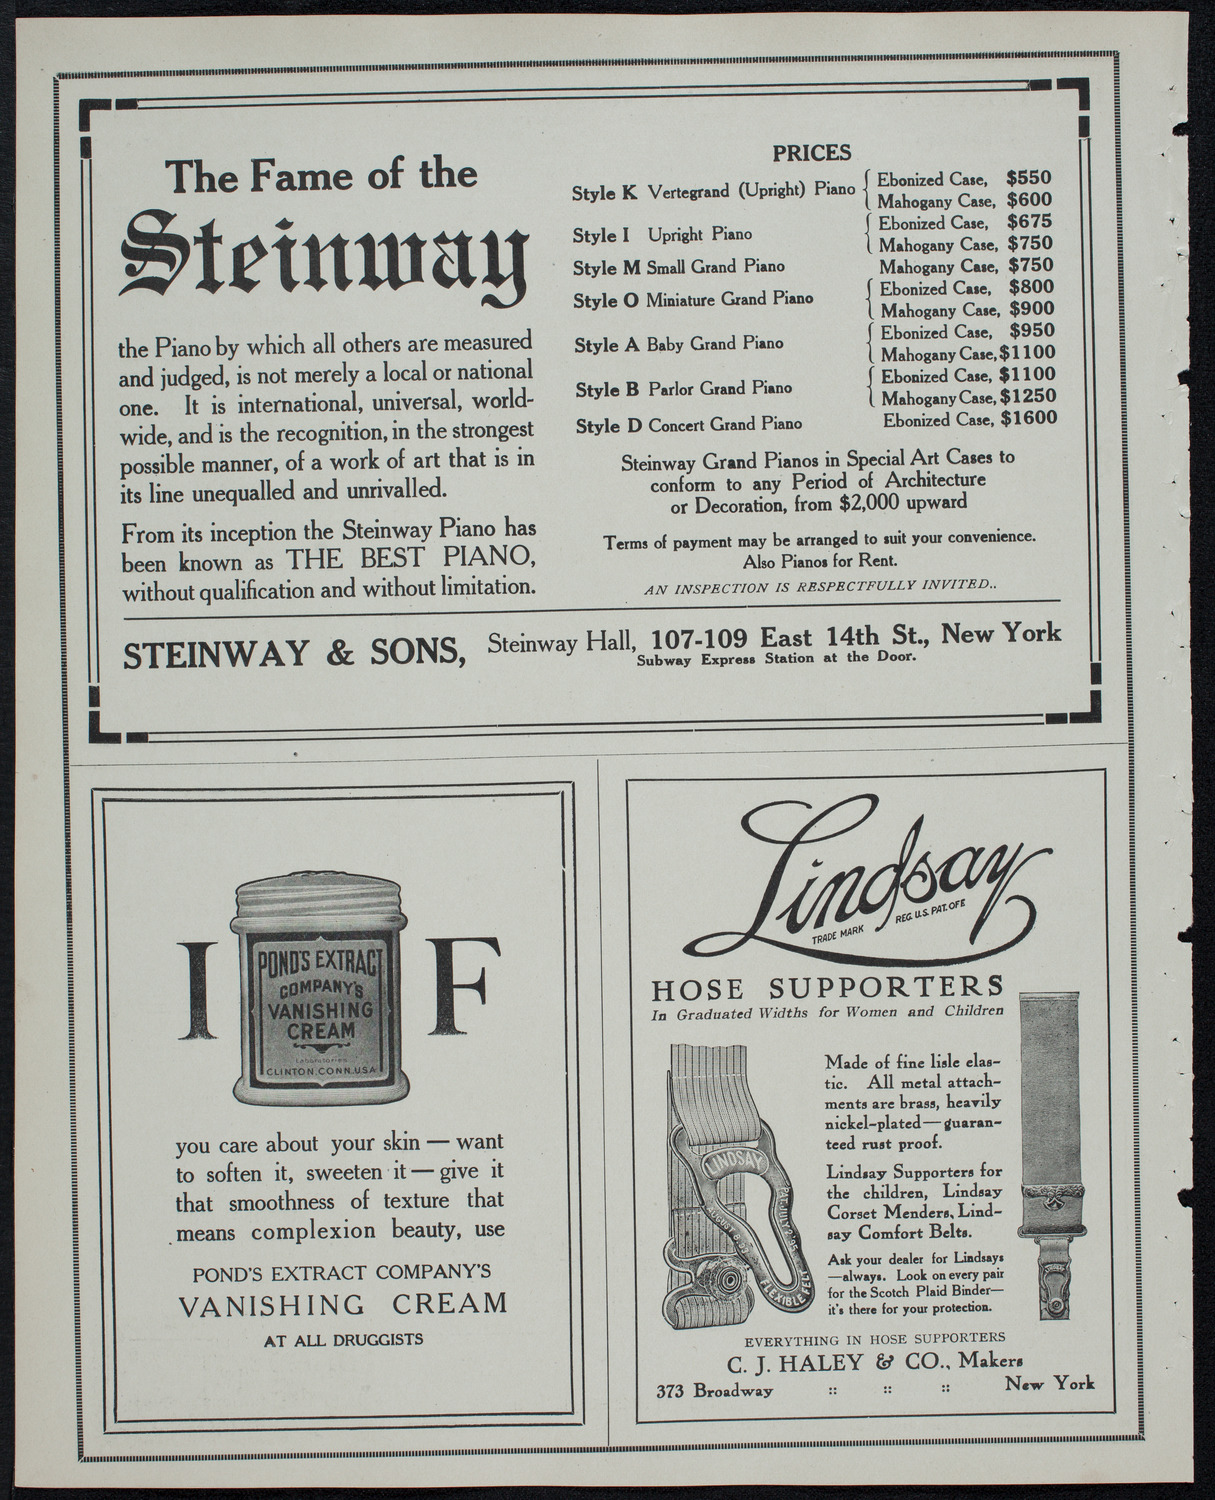 The Fame of the
Steinway
the Piano by which all others are measured
and judged, is not merely a local or national
one. It is international, universal, world-
wide, and is the recognition, in the strongest
possible manner, of a work of art that is in
its line unequalled and unrivalled.
From its inception the Steinway Piano has
been known as THE BEST PIANO,
without qualification and without limitation.
PRICES
Style K Vertegrand (Upright) Piano { Ebonized Case, $550
Mahogany Case, $600
Style I Upright Piano { Ebonized Case, $675
Mahogany Case, $750
Style M Small Grand Piano Mahogany Case, $750
Style O Miniature Grand Piano { Ebonized Case, $800
Mahogany Case, $900
Style A Baby Grand Piano { Ebonized Case, $950
Mahogany Case, $1100
Style B Parlor Grand Piano { Ebonized Case, $1100
Mahogany Case, $1250
Style D Concert Grand Piano Ebonized Case, $1600
Steinway Grand Pianos in Special Art Cases to
conform to any Period of Architecture
or Decoration, from $2,000 upward
Terms of payment may be arranged to suit your convenience.
Also Pianos for Rent.
AN INSPECTION IS RESPECTFULLY INVITED..
STEINWAY & SONS, Steinway Hall, 107-109 East 14th St., New York
Subway Express Station at the Door.
I F
POND'S EXTRACT
COMPANY'S
VANISHING
CREAM
Laboratories
CLINTON, CONN. U.S.A
you care about your skin — want
to soften it, sweeten it — give it
that smoothness of texture that
means complexion beauty, use
POND'S EXTRACT COMPANY'S
VANISHING CREAM
AT ALL DRUGGISTS
Lindsay
TRADE MARK REG. U.S. PAT. OFF.
HOSE SUPPORTERS
In Graduated Widths for Women and Children
Made of fine lisle elas-
tic. All metal attach-
ments are brass, heavily
nickel-plated—guaran-
teed rust proof.
Lindsay Supporters for
the children, Lindsay
Corset Menders, Lind-
say Comfort Belts.
Ask your dealer for Lindsays
—always. Look on every pair
for the Scotch Plaid Binder—
it's there for your protection.
LINDSAY
PAT. JULY 2 '95
FLEXIBLE FELT
EVERYTHING IN HOSE SUPPORTERS
C. J. HALEY & CO., Makers
373 Broadway :: :: :: New York